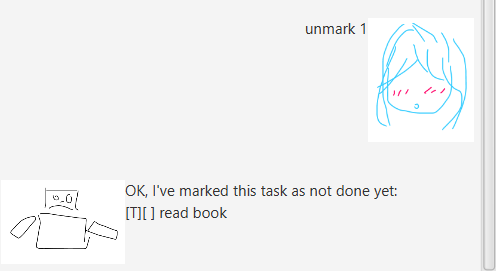 unmark 1
OK, I've marked this task as not done yet:
[T][ ] read book